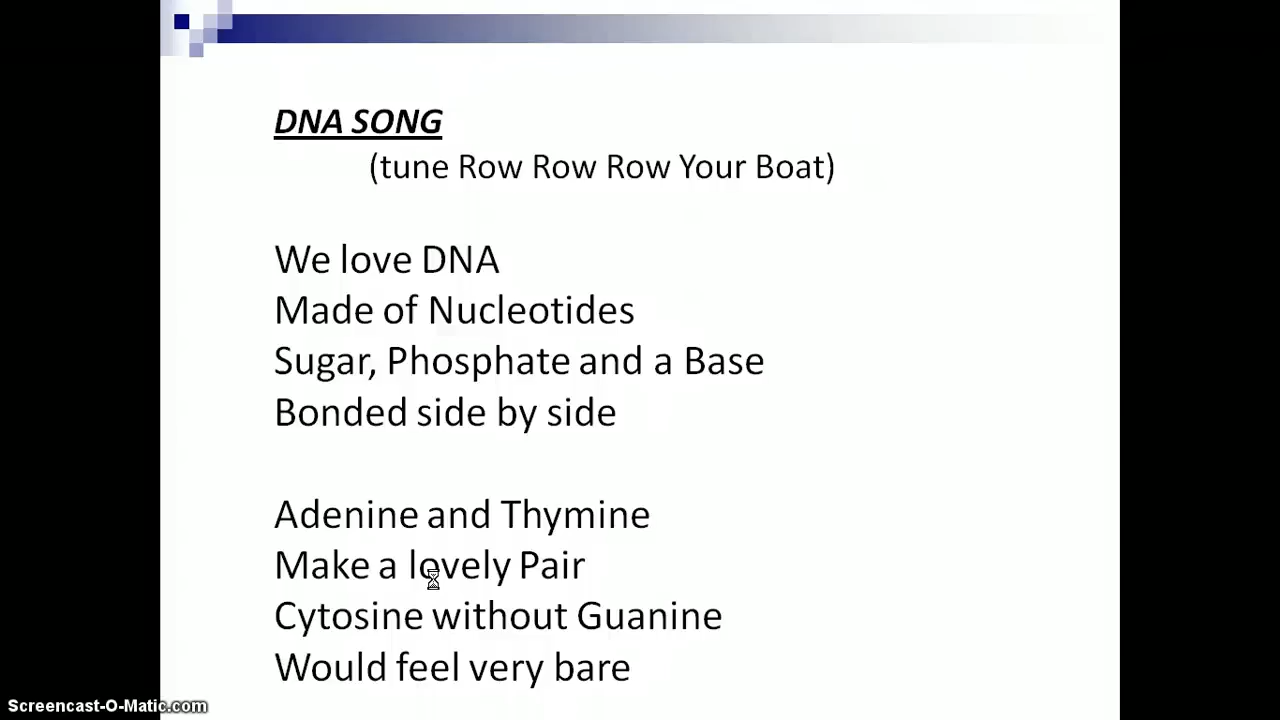 DNA SONG
(tune Row Row Row Your Boat)
We love DNA
Made of Nucleotides
Sugar, Phosphate and a Base
Bonded side by side
Adenine and Thymine
Make a lovely Pair
Cytosine without Guanine
Would feel very bare
Screencast-O-Matic.com